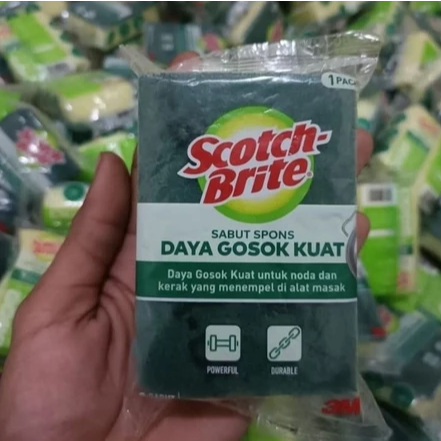 1 PAC
Scotch-
Brite
SABUT SPONS
DAYA GOSOK KUAT
Daya Gosok Kuat untuk noda dan
kerak yang menempel di alat masak
POWERFUL
DURABLE
3M